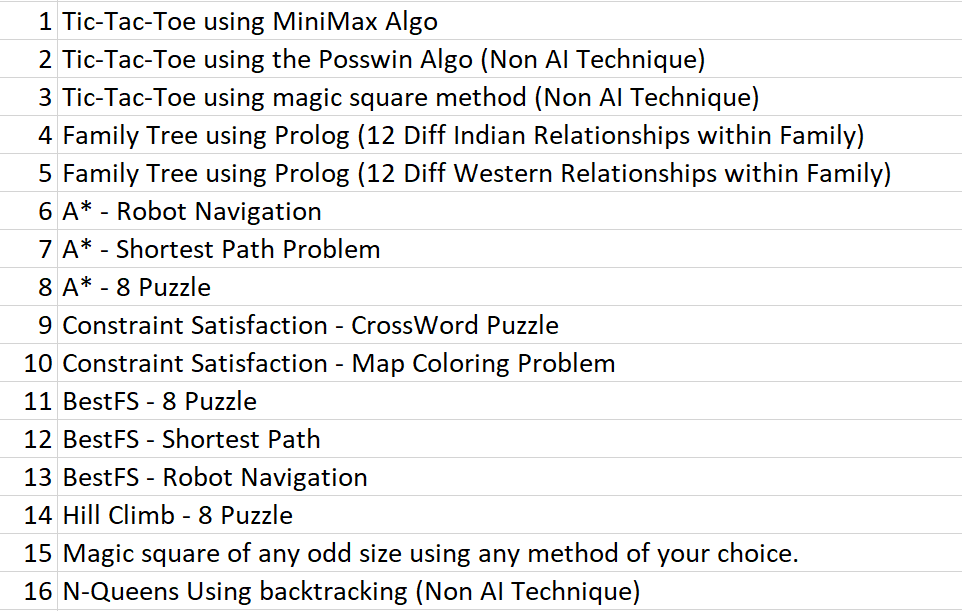 1 Tic-Tac-Toe using MiniMax Algo
2 Tic-Tac-Toe using the Posswin Algo (Non AI Technique)
3 Tic-Tac-Toe using magic square method (Non AI Technique)
4 Family Tree using Prolog (12 Diff Indian Relationships within Family)
5 Family Tree using Prolog (12 Diff Western Relationships within Family)
6 A* - Robot Navigation
7 A* - Shortest Path Problem
8 A* - 8 Puzzle
9 Constraint Satisfaction - CrossWord Puzzle
10 Constraint Satisfaction - Map Coloring Problem
11 BestFS - 8 Puzzle
12 BestFS - Shortest Path
13 BestFS - Robot Navigation
14 Hill Climb - 8 Puzzle
15 Magic square of any odd size using any method of your choice.
16 N-Queens Using backtracking (Non AI Technique)